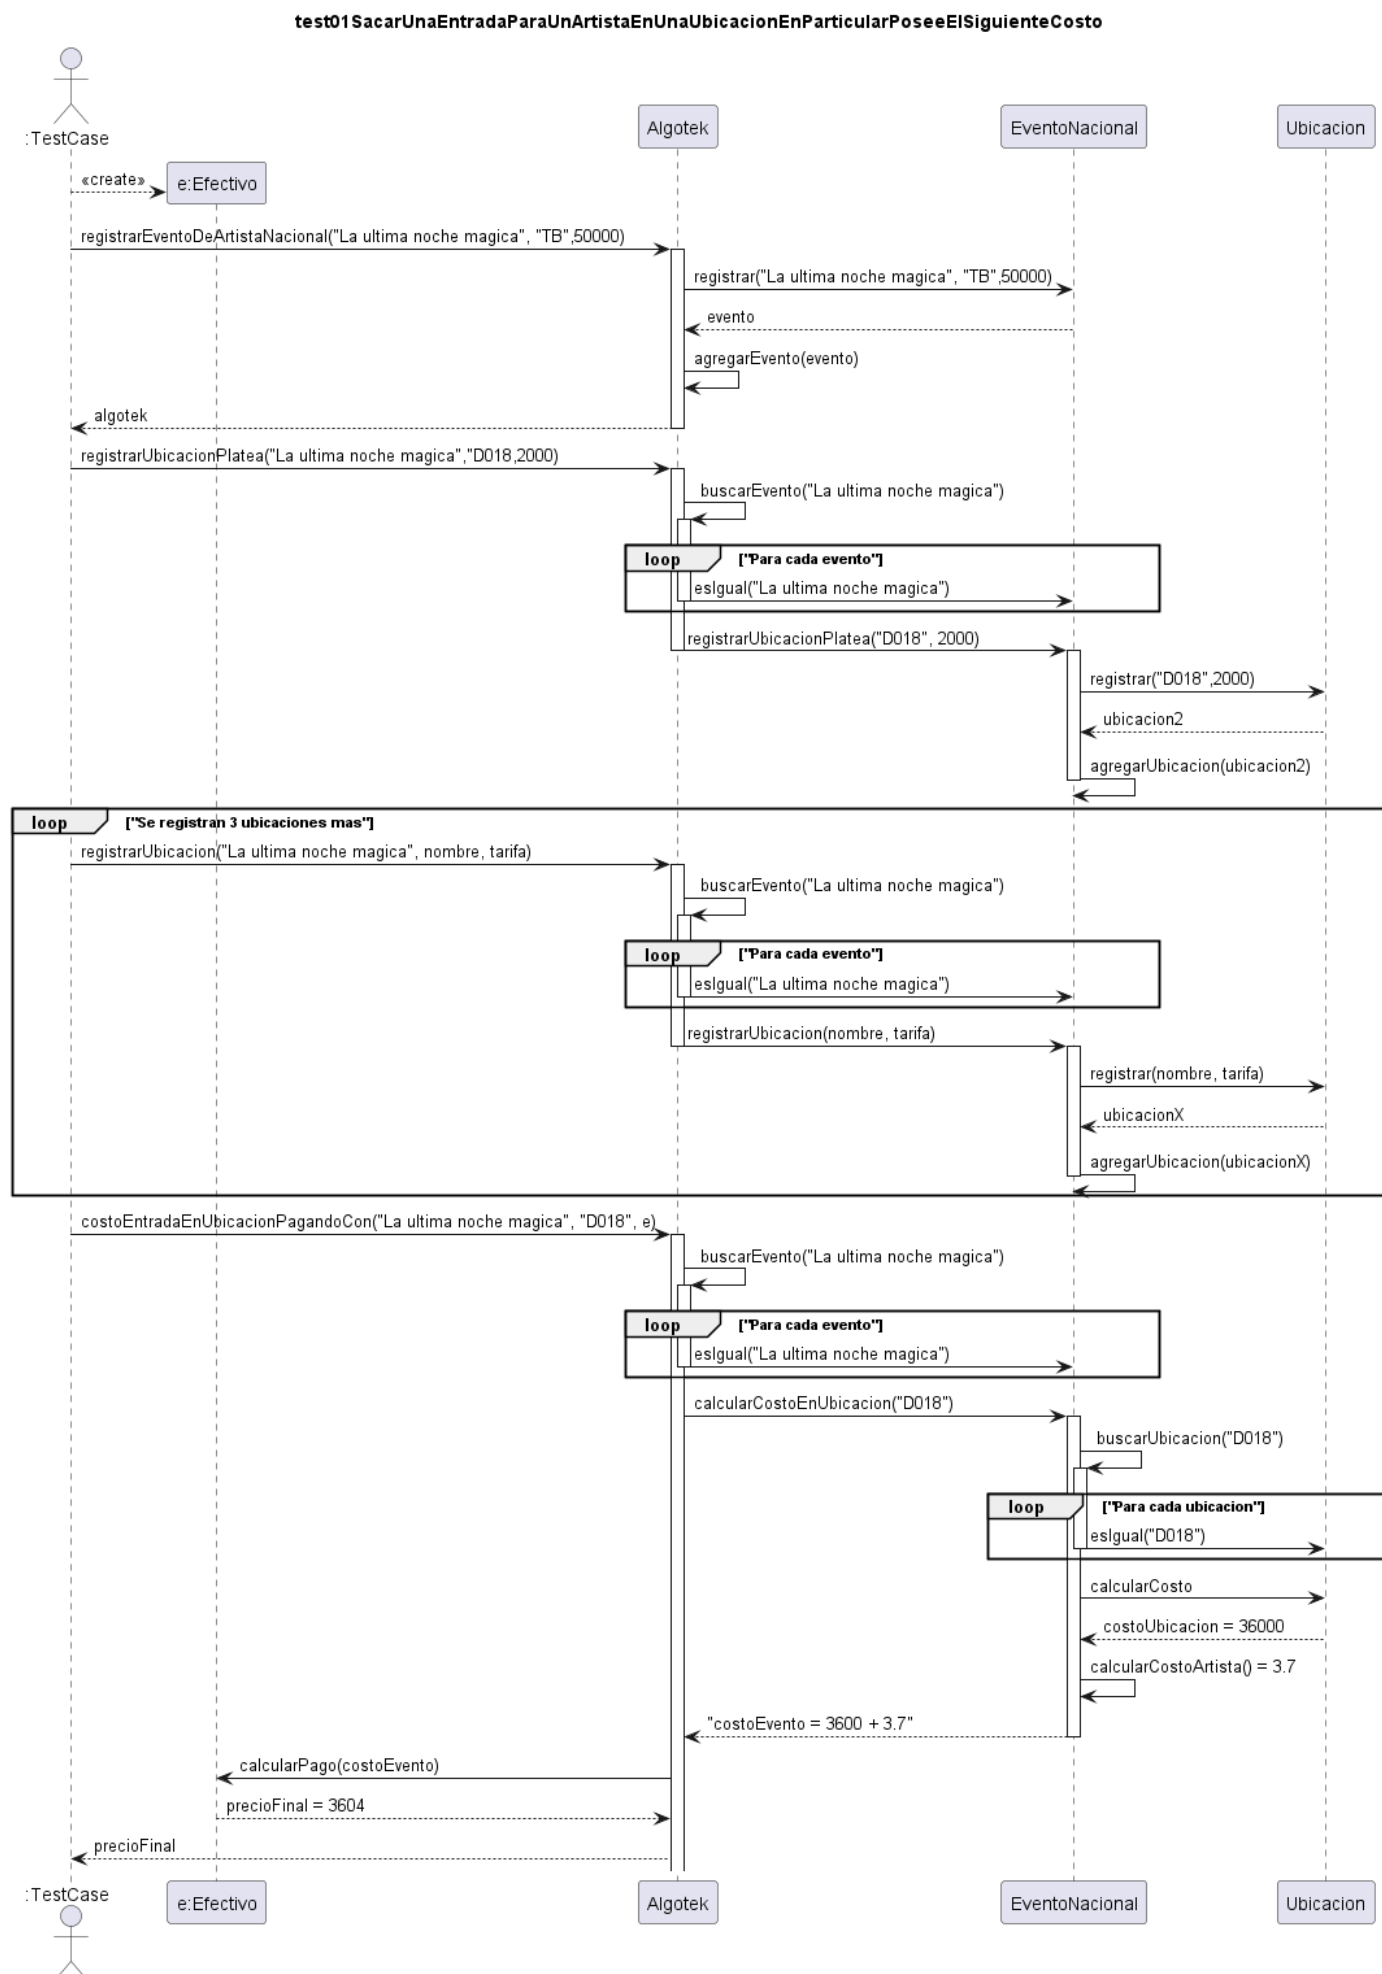 test01SacarUnaEntradaParaUnArtistaEnUnaUbicacionEnParticularPoseeElSiguienteCosto
:TestCase
Algotek
EventoNacional
Ubicacion
«create»
e:Efectivo
registrarEventoDeArtistaNacional("La ultima noche magica", "TB",50000)
registrar("La ultima noche magica", "TB",50000)
evento
agregarEvento(evento)
algotek
registrarUbicacionPlatea("La ultima noche magica","D018,2000)
buscarEvento("La ultima noche magica")
loop ["Para cada evento"]
esIgual("La ultima noche magica")
registrarUbicacionPlatea("D018", 2000)
registrar("D018",2000)
ubicacion2
agregarUbicacion(ubicacion2)
loop ["Se registran 3 ubicaciones mas"]
registrarUbicacion("La ultima noche magica", nombre, tarifa)
buscarEvento("La ultima noche magica")
loop ["Para cada evento"]
esIgual("La ultima noche magica")
registrarUbicacion(nombre, tarifa)
registrar(nombre, tarifa)
ubicacionX
agregarUbicacion(ubicacionX)
costoEntradaEnUbicacionPagandoCon("La ultima noche magica", "D018", e)
buscarEvento("La ultima noche magica")
loop ["Para cada evento"]
esIgual("La ultima noche magica")
calcularCostoEnUbicacion("D018")
buscarUbicacion("D018")
loop ["Para cada ubicacion"]
esIgual("D018")
calcularCosto
costoUbicacion = 36000
calcularCostoArtista() = 3.7
"costoEvento = 3600 + 3.7"
calcularPago(costoEvento)
precioFinal = 3604
precioFinal
:TestCase
e:Efectivo
Algotek
EventoNacional
Ubicacion